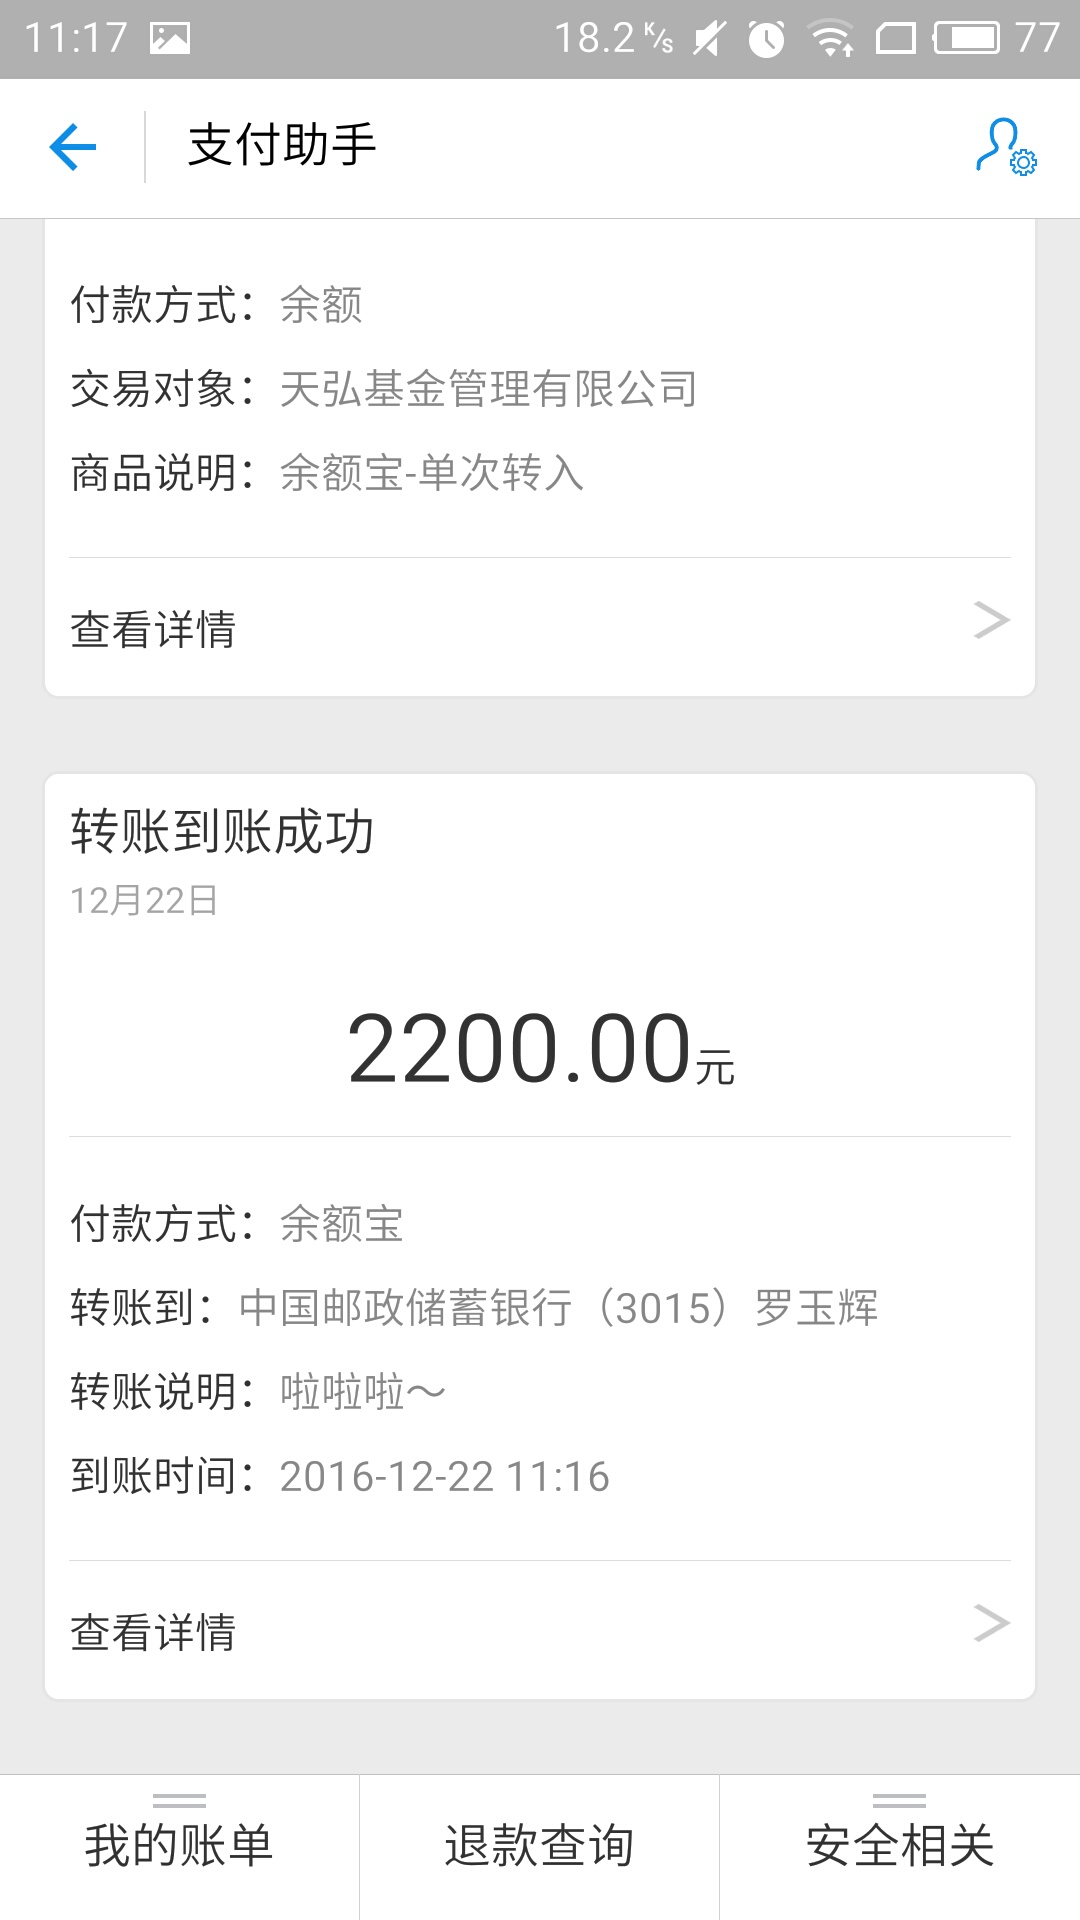 11:17 18.2 K/s 77
支付助手
付款方式：余额
交易对象：天弘基金管理有限公司
商品说明：余额宝-单次转入
查看详情
转账到账成功
12月22日
2200.00元
付款方式：余额宝
转账到：中国邮政储蓄银行（3015）罗玉辉
转账说明：啦啦啦～
到账时间：2016-12-22 11:16
查看详情
我的账单 退款查询 安全相关